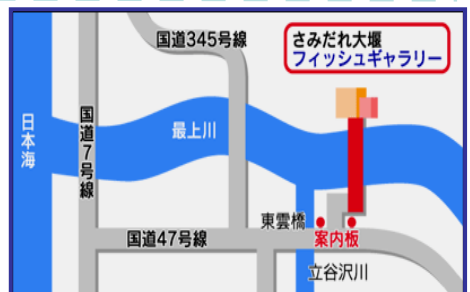 国道345号線
さみだれ大堰
フィッシュギャラリー
日本海
国道7号線
最上川
東雲橋
国道47号線
案内板
立谷沢川